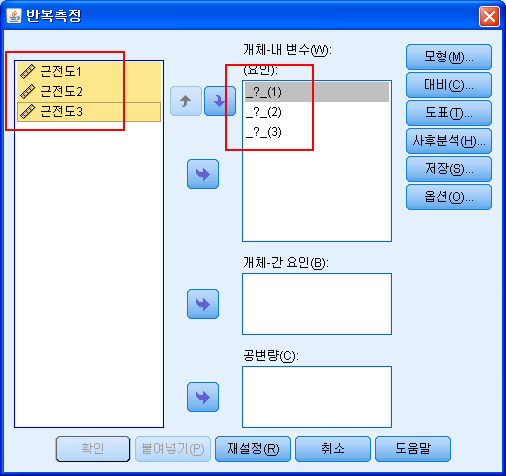 반복측정
근전도1
근전도2
근전도3
개체-내 변수(W):
(요인):
_?_(1)
_?_(2)
_?_(3)
개체-간 요인(B):
공변량(C):
모형(M)...
대비(C)...
도표(T)...
사후분석(H)...
저장(S)...
옵션(O)...
확인
붙여넣기(P)
재설정(R)
취소
도움말